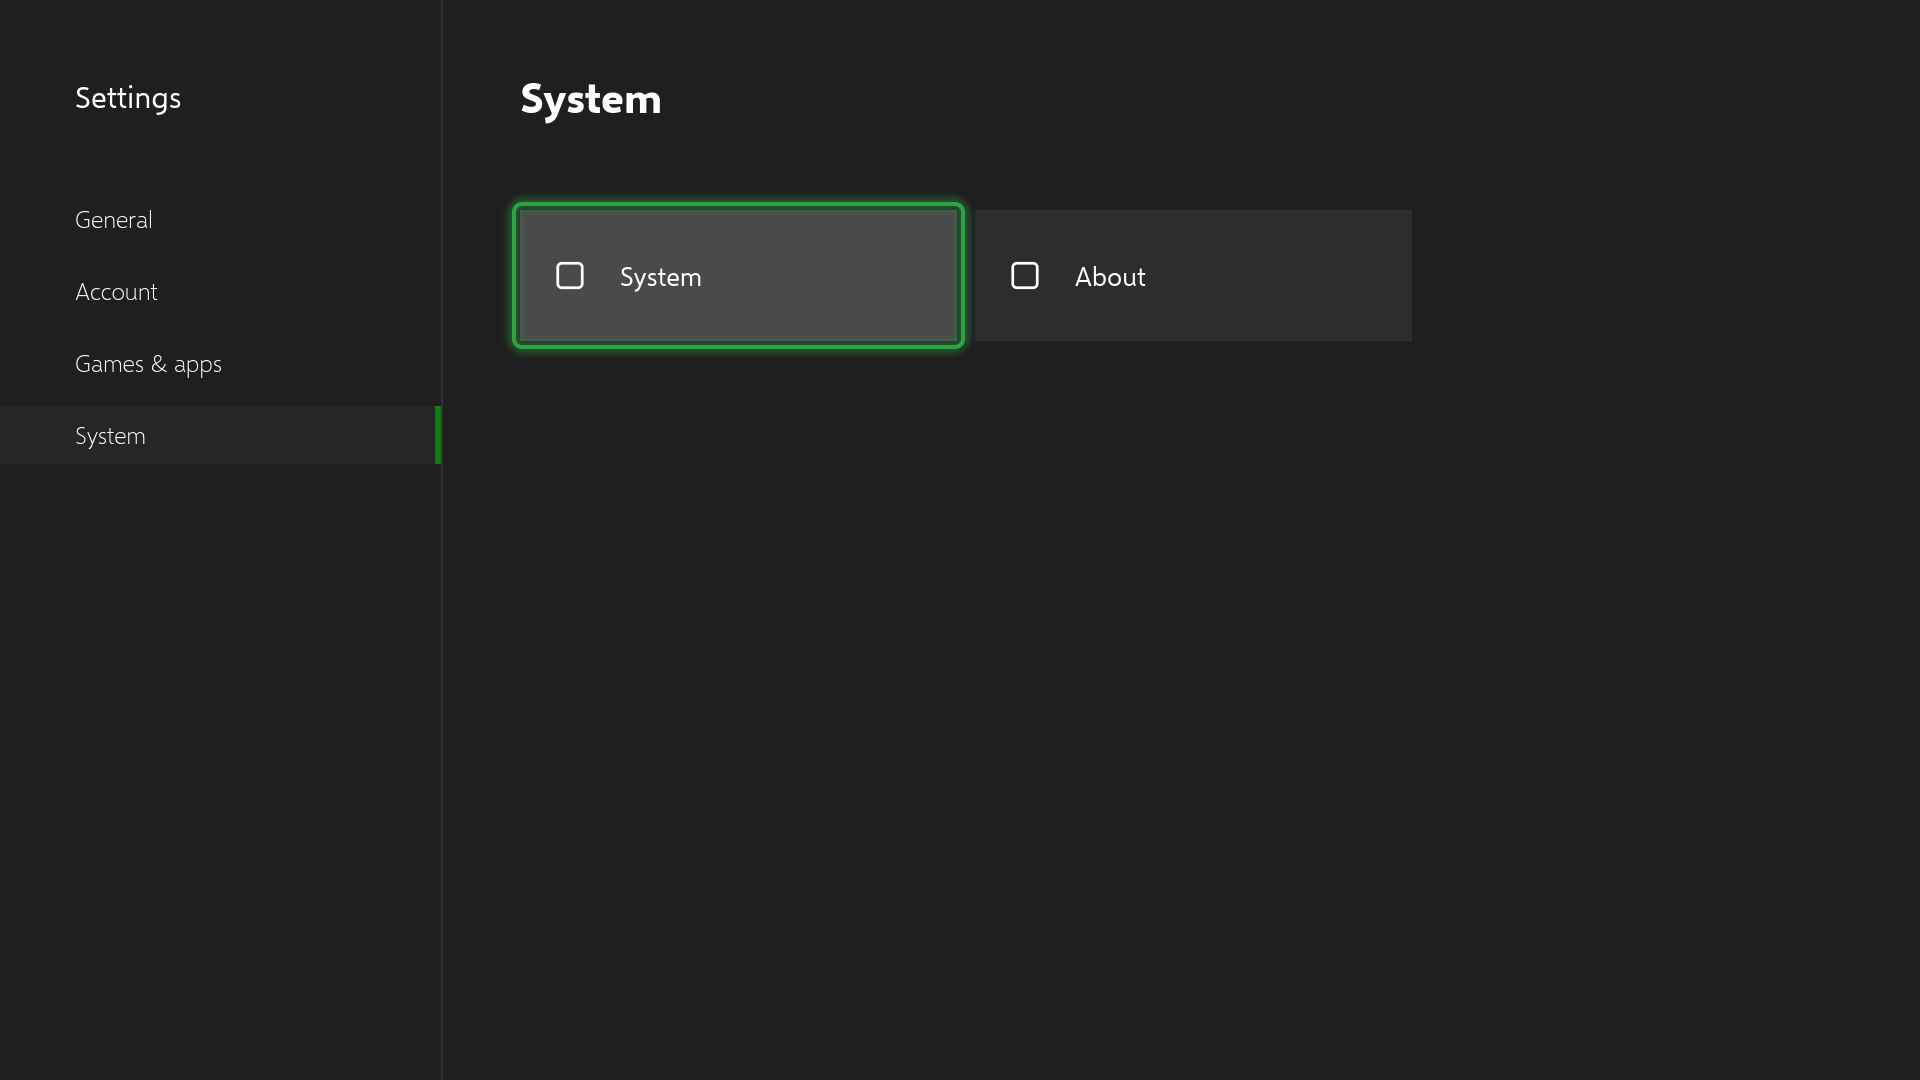 Settings
General
Account
Games & apps
System
System
System
About